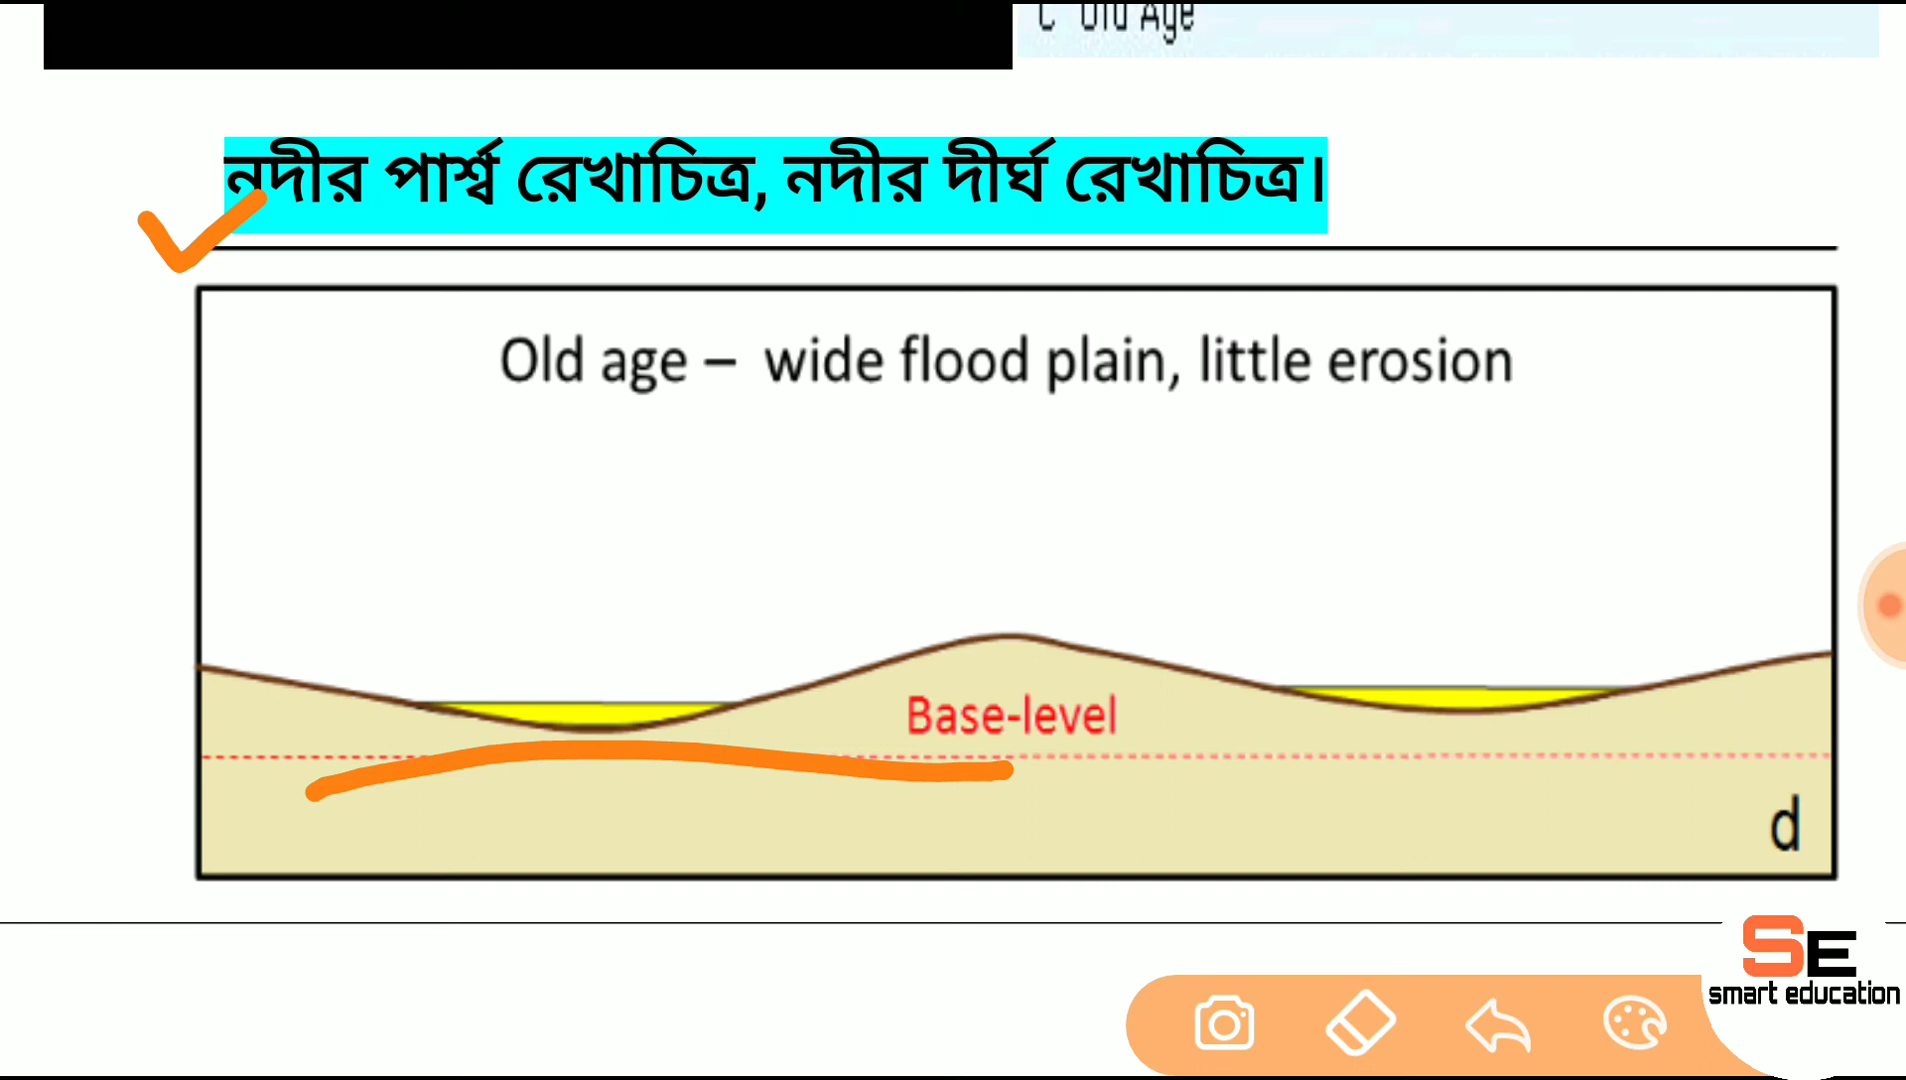 C Old Age
নদীর পার্শ্ব রেখাচিত্র, নদীর দীর্ঘ রেখাচিত্র।
Old age – wide flood plain, little erosion
Base-level
d
SE
smart education